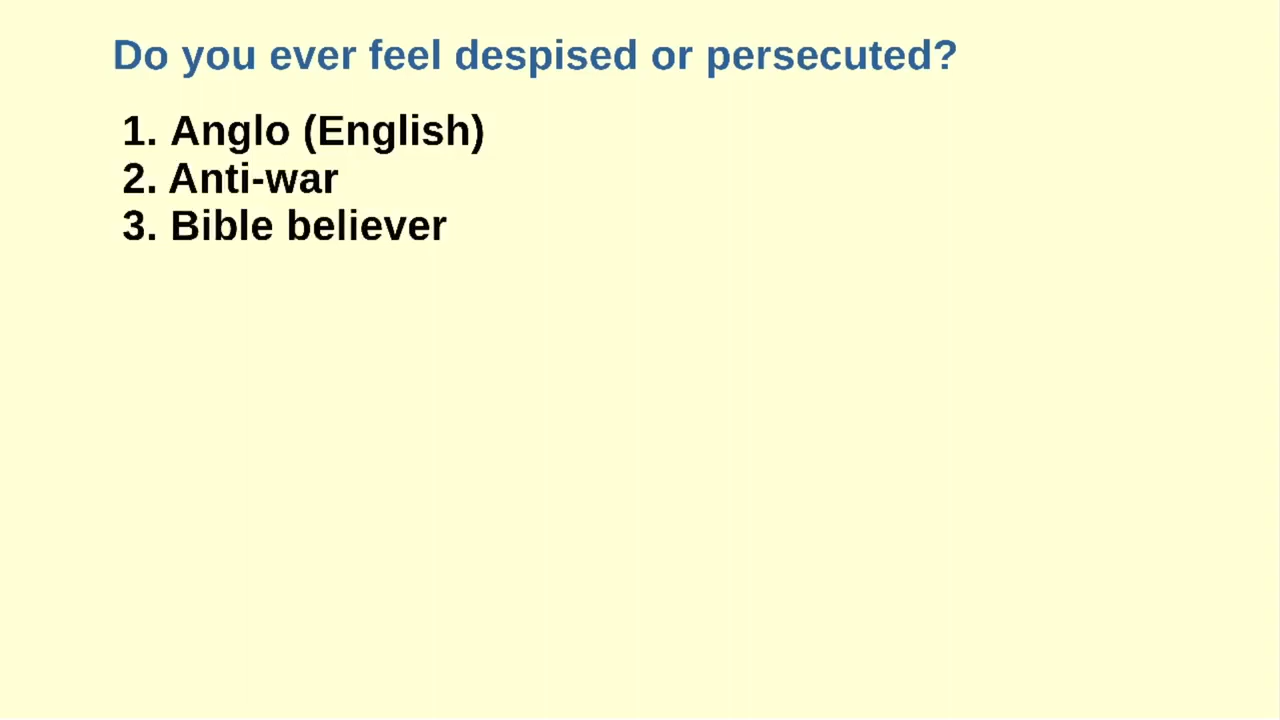 Do you ever feel despised or persecuted?
1. Anglo (English)
2. Anti-war
3. Bible believer